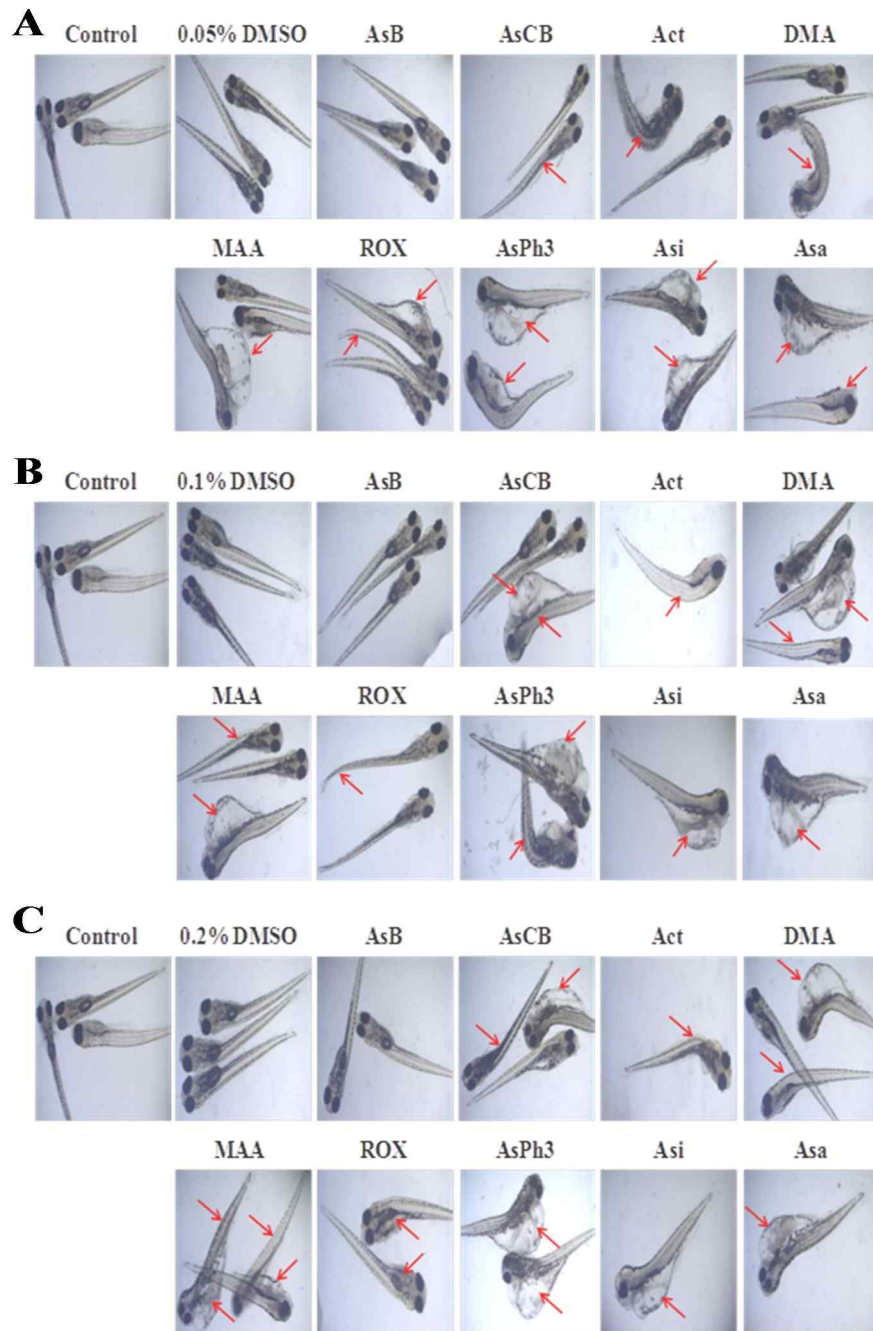 A
Control 0.05% DMSO AsB AsCB Act DMA
MAA ROX AsPh3 Asi Asa
B
Control 0.1% DMSO AsB AsCB Act DMA
MAA ROX AsPh3 Asi Asa
C
Control 0.2% DMSO AsB AsCB Act DMA
MAA ROX AsPh3 Asi Asa